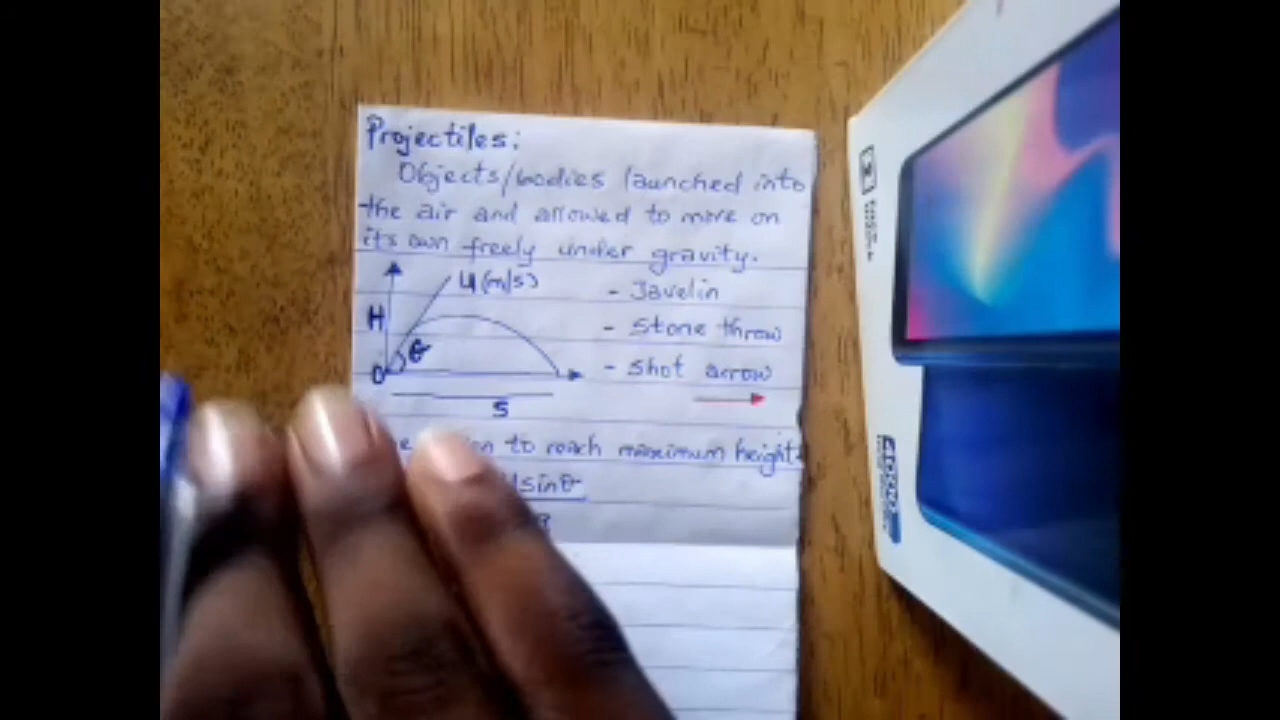 Projectiles:
Objects/bodies launched into
the air and allowed to move on
its own freely under gravity.
U(m/s)
H
θ
O
S
- Javelin
- Stone throw
- Shot arrow
to reach maximum height
Usinθ
g